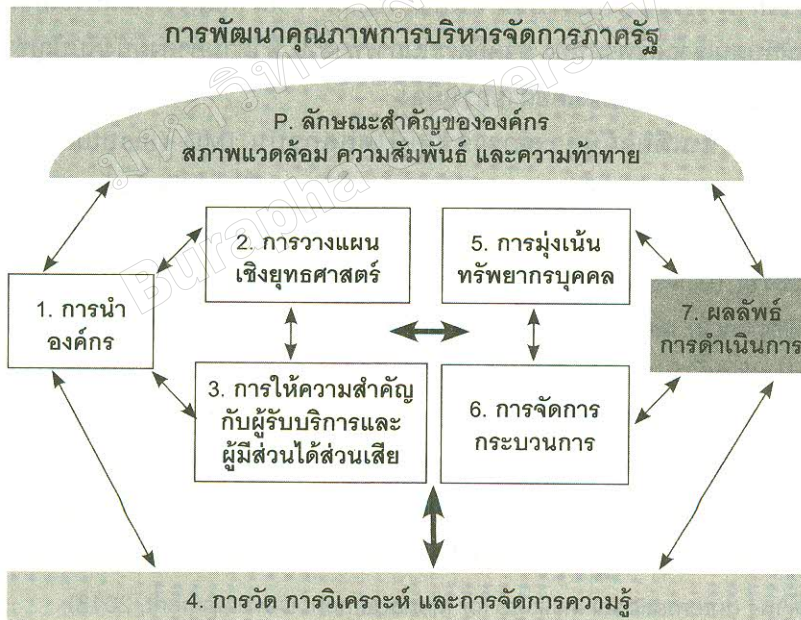 การพัฒนาคุณภาพการบริหารจัดการภาครัฐ
P. ลักษณะสำคัญขององค์กร
สภาพแวดล้อม ความสัมพันธ์ และความท้าทาย
2. การวางแผน
เชิงยุทธศาสตร์
5. การมุ่งเน้น
ทรัพยากรบุคคล
1. การนำ
องค์กร
7. ผลลัพธ์
การดำเนินการ
3. การให้ความสำคัญ
กับผู้รับบริการและ
ผู้มีส่วนได้ส่วนเสีย
6. การจัดการ
กระบวนการ
4. การวัด การวิเคราะห์ และการจัดการความรู้
Burapha University